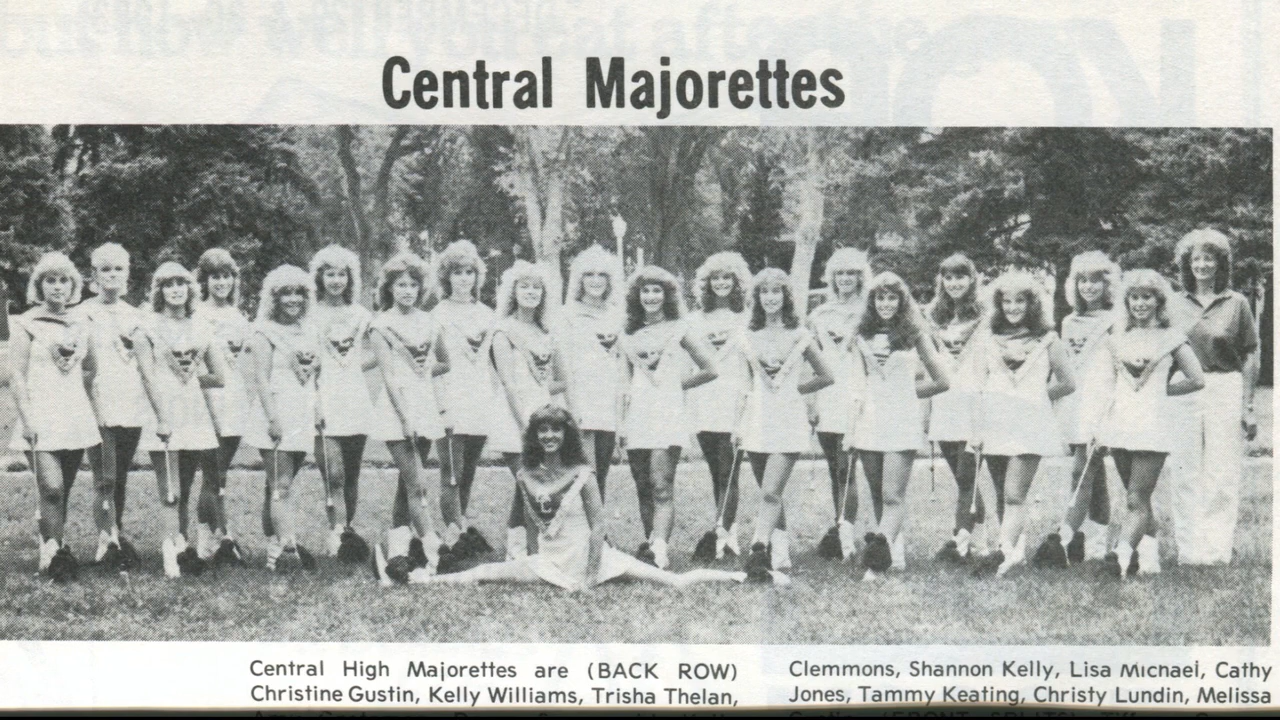 Central Majorettes
Central High Majorettes are (BACK ROW)
Christine Gustin, Kelly Williams, Trisha Thelan,
Clemmons, Shannon Kelly, Lisa Michael, Cathy
Jones, Tammy Keating, Christy Lundin, Melissa